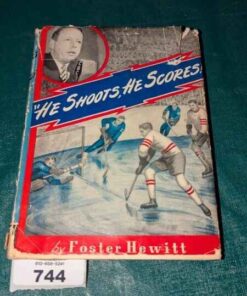 "HE SHOOTS, HE SCORES!
by Foster Hewitt
744